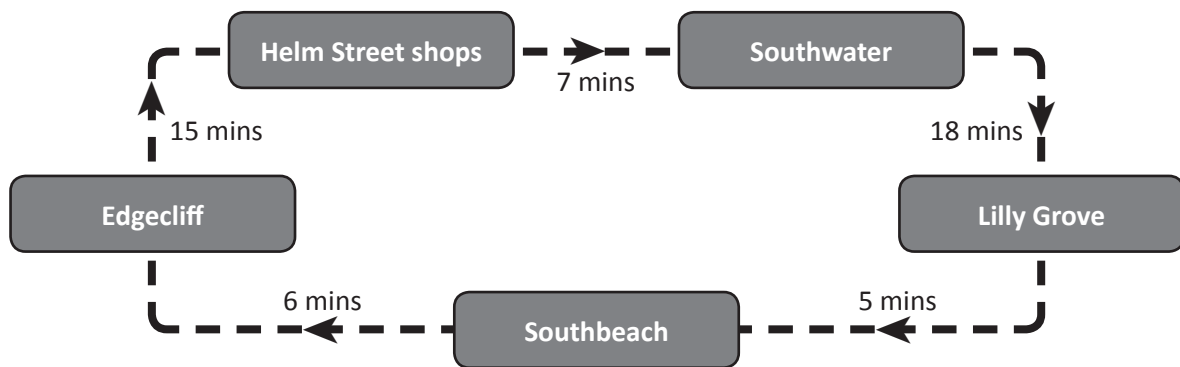 Helm Street shops
7 mins
Southwater
15 mins
18 mins
Edgecliff
Lilly Grove
6 mins
Southbeach
5 mins